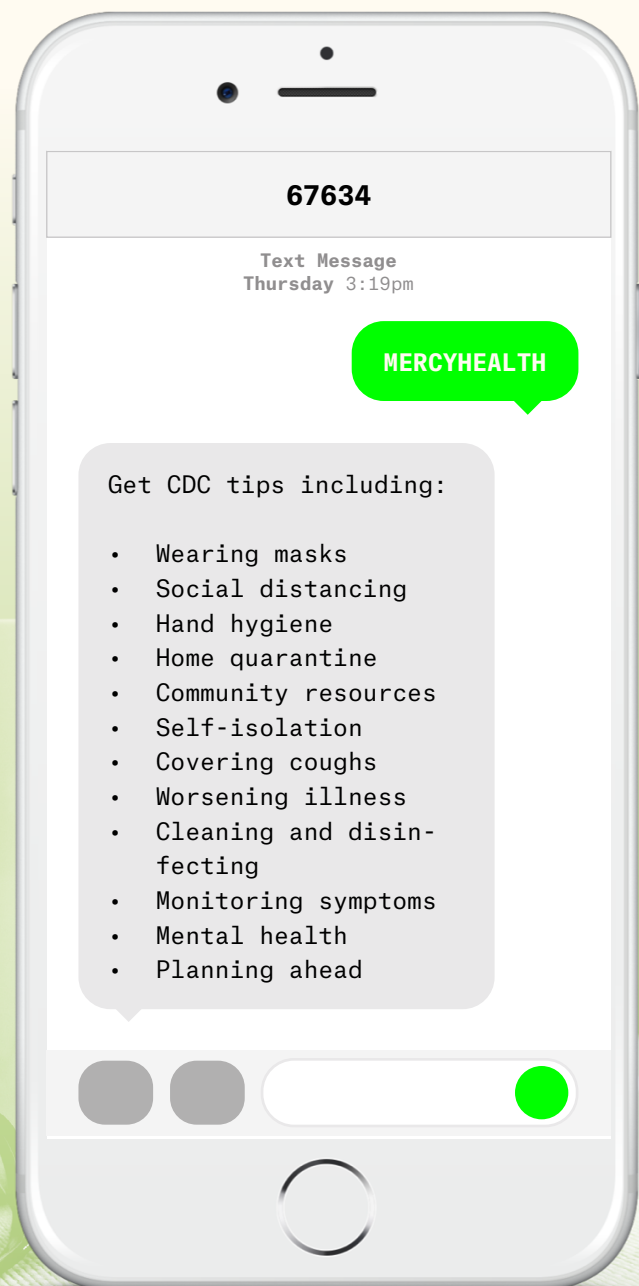 67634
Text Message
Thursday 3:19pm
MERCYHEALTH
Get CDC tips including:
• Wearing masks
• Social distancing
• Hand hygiene
• Home quarantine
• Community resources
• Self-isolation
• Covering coughs
• Worsening illness
• Cleaning and disin-
fecting
• Monitoring symptoms
• Mental health
• Planning ahead